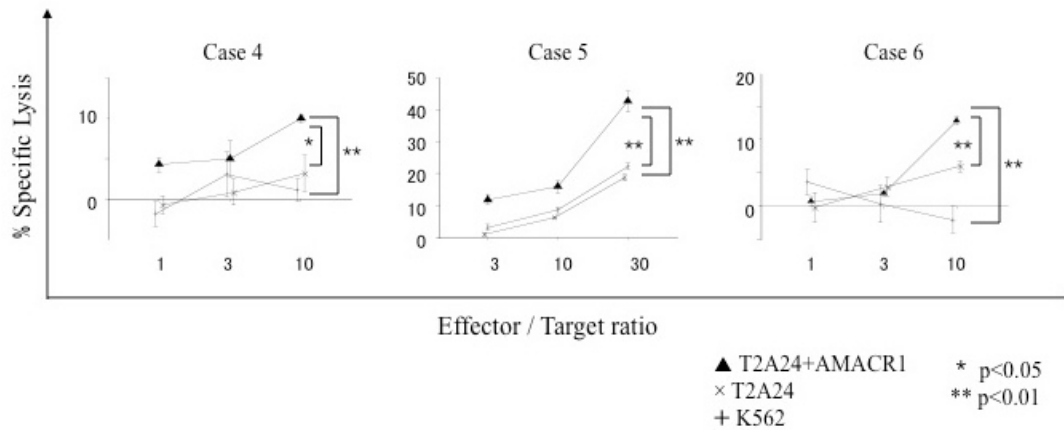 Case 4 Case 5 Case 6
% Specific Lysis
10
0
* **
1 3 10
50
40
30
20
10
0
** **
3 10 30
20
10
0
** **
1 3 10
Effector / Target ratio
▲ T2A24+AMACR1
× T2A24
+ K562
* p<0.05
** p<0.01